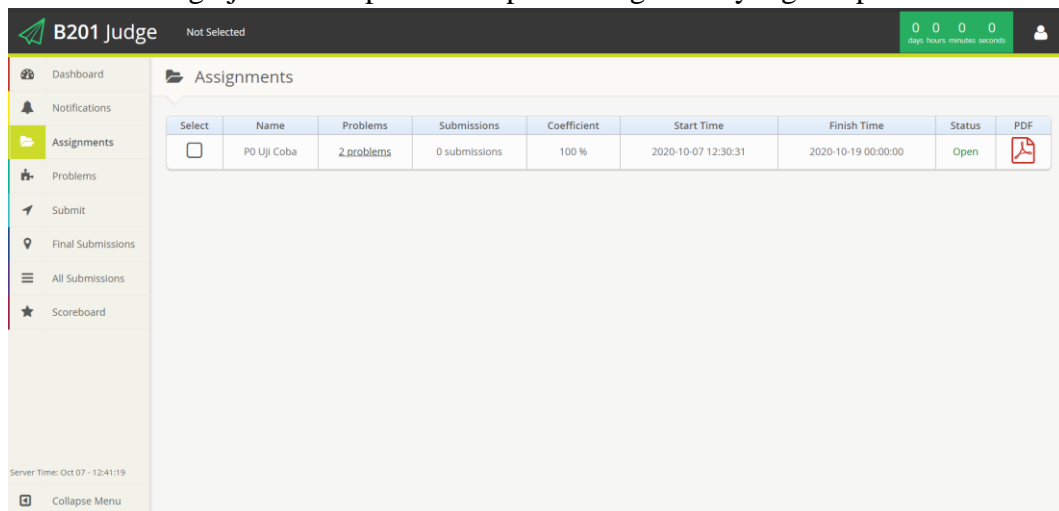 B201 Judge
Not Selected
0 0 0 0
days hours minutes seconds
Dashboard
Notifications
Assignments
Problems
Submit
Final Submissions
All Submissions
Scoreboard
Server Time: Oct 07 - 12:41:19
Collapse Menu
Assignments
Select Name Problems Submissions Coefficient Start Time Finish Time Status PDF
P0 Uji Coba 2 problems 0 submissions 100 % 2020-10-07 12:30:31 2020-10-19 00:00:00 Open